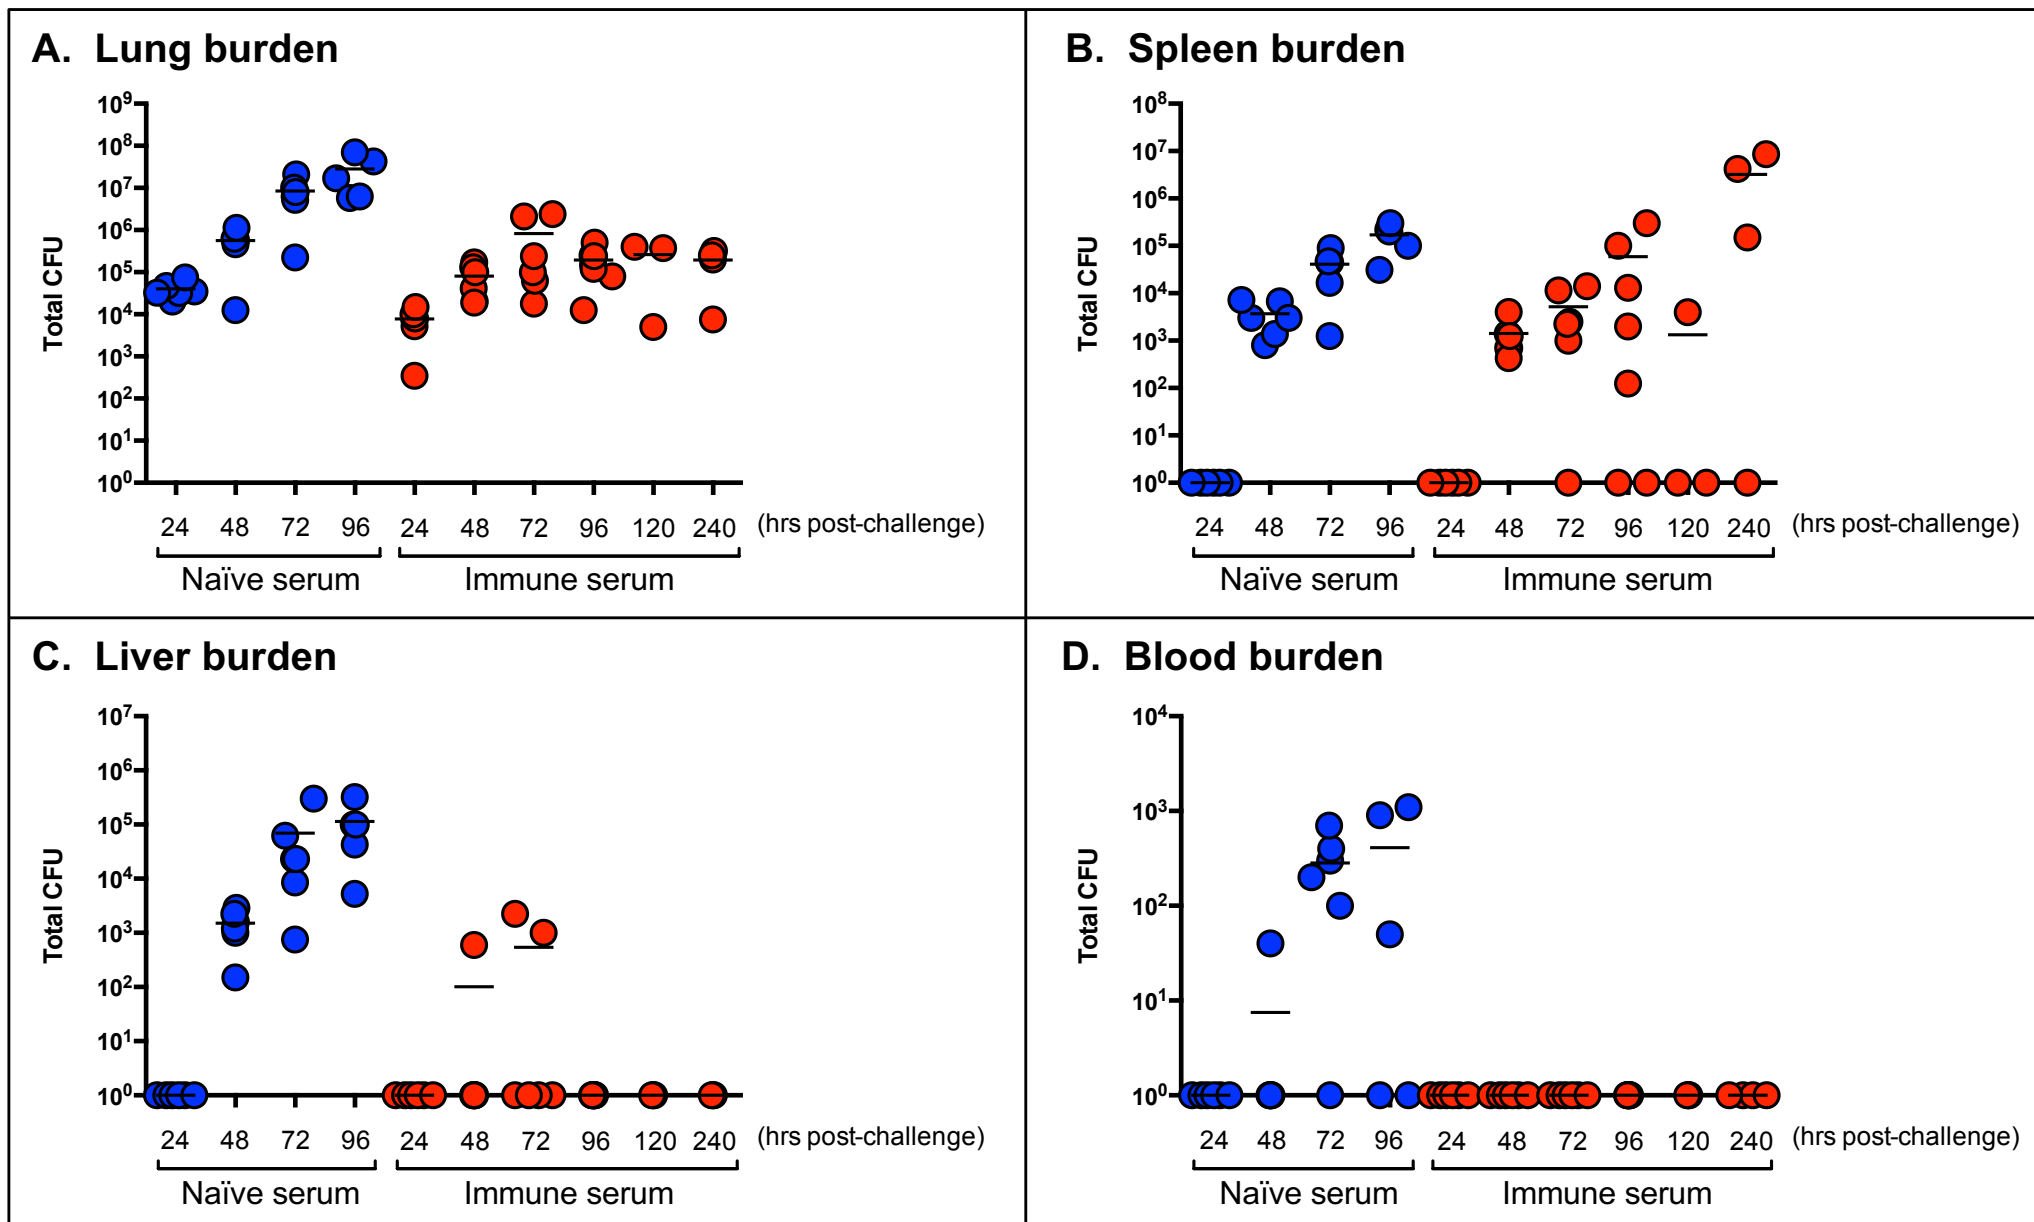 A. Lung burden
Total CFU
10⁹
10⁸
10⁷
10⁶
10⁵
10⁴
10³
10²
10¹
10⁰
24 48 72 96 24 48 72 96 120 240 (hrs post-challenge)
Naïve serum Immune serum
B. Spleen burden
Total CFU
10⁸
10⁷
10⁶
10⁵
10⁴
10³
10²
10¹
10⁰
24 48 72 96 24 48 72 96 120 240 (hrs post-challenge)
Naïve serum Immune serum
C. Liver burden
Total CFU
10⁷
10⁶
10⁵
10⁴
10³
10²
10¹
10⁰
24 48 72 96 24 48 72 96 120 240 (hrs post-challenge)
Naïve serum Immune serum
D. Blood burden
Total CFU
10⁴
10³
10²
10¹
10⁰
24 48 72 96 24 48 72 96 120 240 (hrs post-challenge)
Naïve serum Immune serum